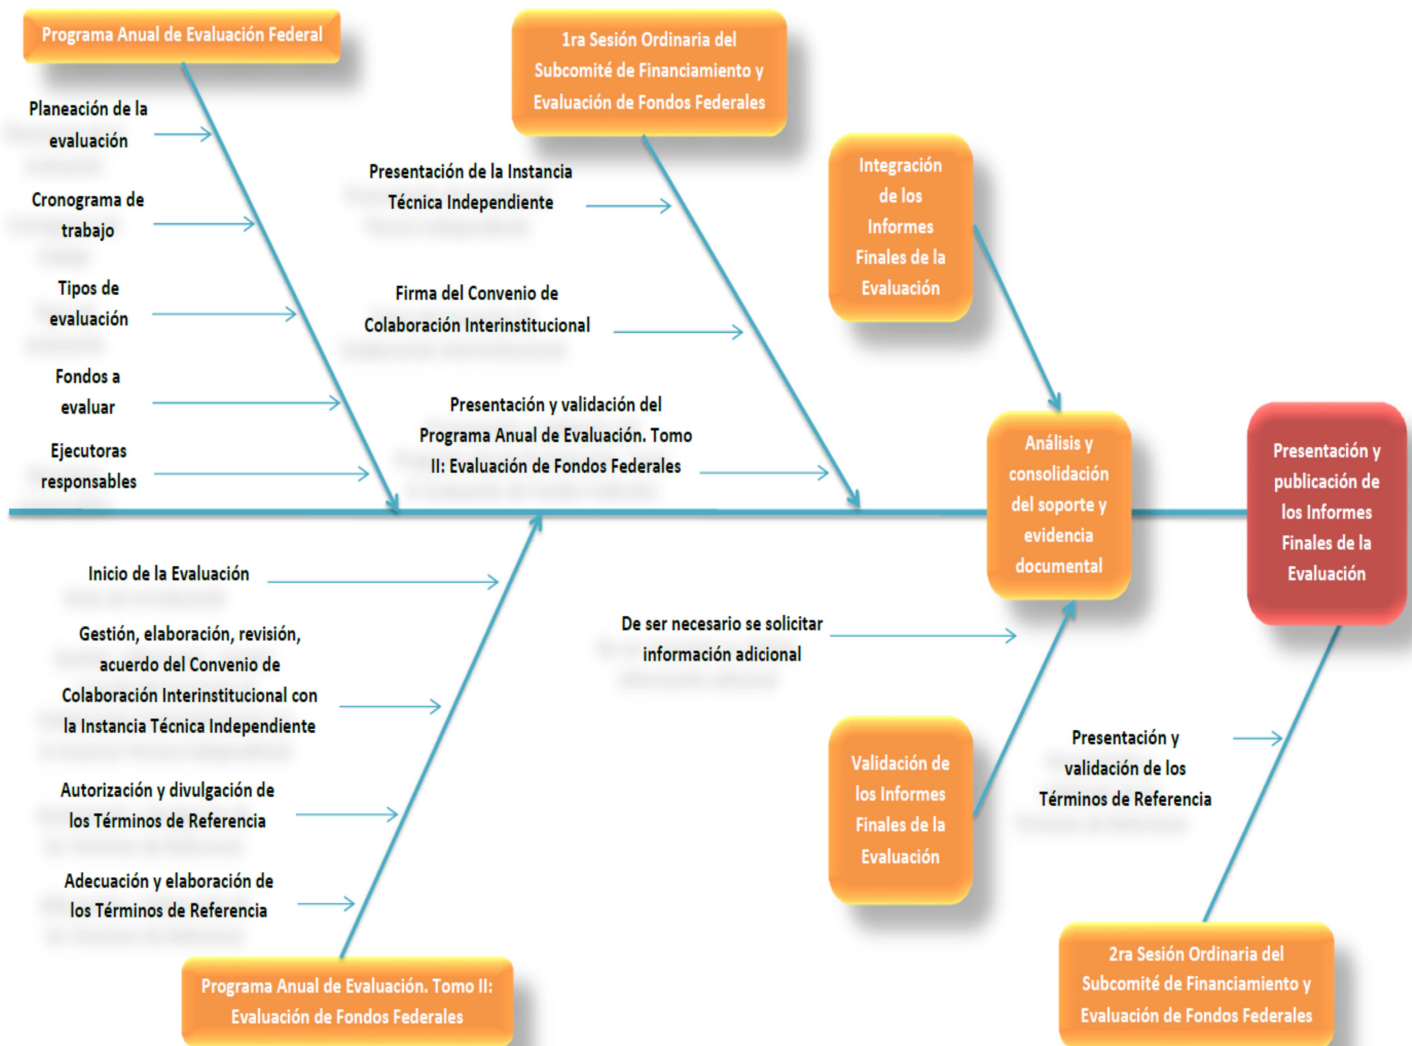 Programa Anual de Evaluación Federal
Planeación de la
evaluación
Cronograma de
trabajo
Tipos de
evaluación
Fondos a
evaluar
Ejecutoras
responsables
1ra Sesión Ordinaria del
Subcomité de Financiamiento y
Evaluación de Fondos Federales
Presentación de la Instancia
Técnica Independiente
Firma del Convenio de
Colaboración Interinstitucional
Presentación y validación del
Programa Anual de Evaluación. Tomo
II: Evaluación de Fondos Federales
Integración
de los
Informes
Finales de la
Evaluación
Análisis y
consolidación
del soporte y
evidencia
documental
Presentación y
publicación de
los Informes
Finales de la
Evaluación
Inicio de la Evaluación
Gestión, elaboración, revisión,
acuerdo del Convenio de
Colaboración Interinstitucional con
la Instancia Técnica Independiente
Autorización y divulgación de
los Términos de Referencia
Adecuación y elaboración de
los Términos de Referencia
Programa Anual de Evaluación. Tomo II:
Evaluación de Fondos Federales
De ser necesario se solicitar
información adicional
Validación de
los Informes
Finales de la
Evaluación
Presentación y
validación de los
Términos de Referencia
2ra Sesión Ordinaria del
Subcomité de Financiamiento y
Evaluación de Fondos Federales